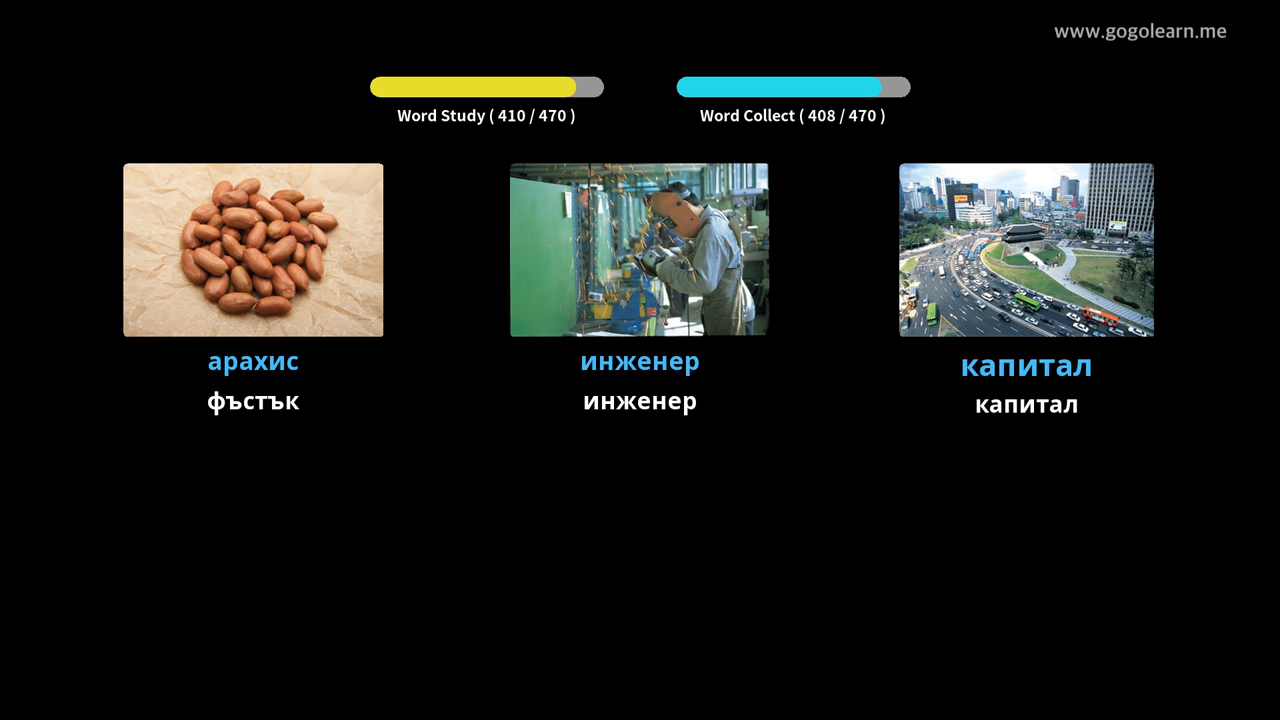 www.gogolearn.me
Word Study ( 410 / 470 )
Word Collect ( 408 / 470 )
арахис
фъстък
инженер
инженер
капитал
капитал